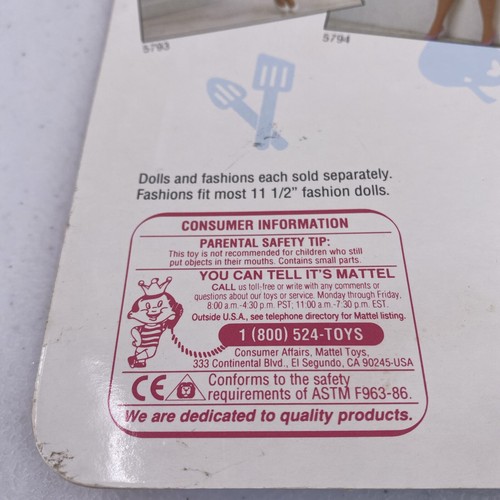 5793
5794
Dolls and fashions each sold separately.
Fashions fit most 11 1/2" fashion dolls.
CONSUMER INFORMATION
PARENTAL SAFETY TIP:
This toy is not recommended for children who still
put objects in their mouths. Contains small parts.
YOU CAN TELL IT'S MATTEL
CALL us toll-free or write with any comments or
questions about our toys or service. Monday through Friday,
8:00 a.m.-4:30 p.m. PST; 11:00 a.m.-7:30 p.m. EST.
Outside U.S.A., see telephone directory for Mattel listing.
1 (800) 524-TOYS
Consumer Affairs, Mattel Toys,
333 Continental Blvd., El Segundo, CA 90245-USA
CE Conforms to the safety
requirements of ASTM F963-86.
We are dedicated to quality products.